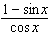 1 − sin x
cos x